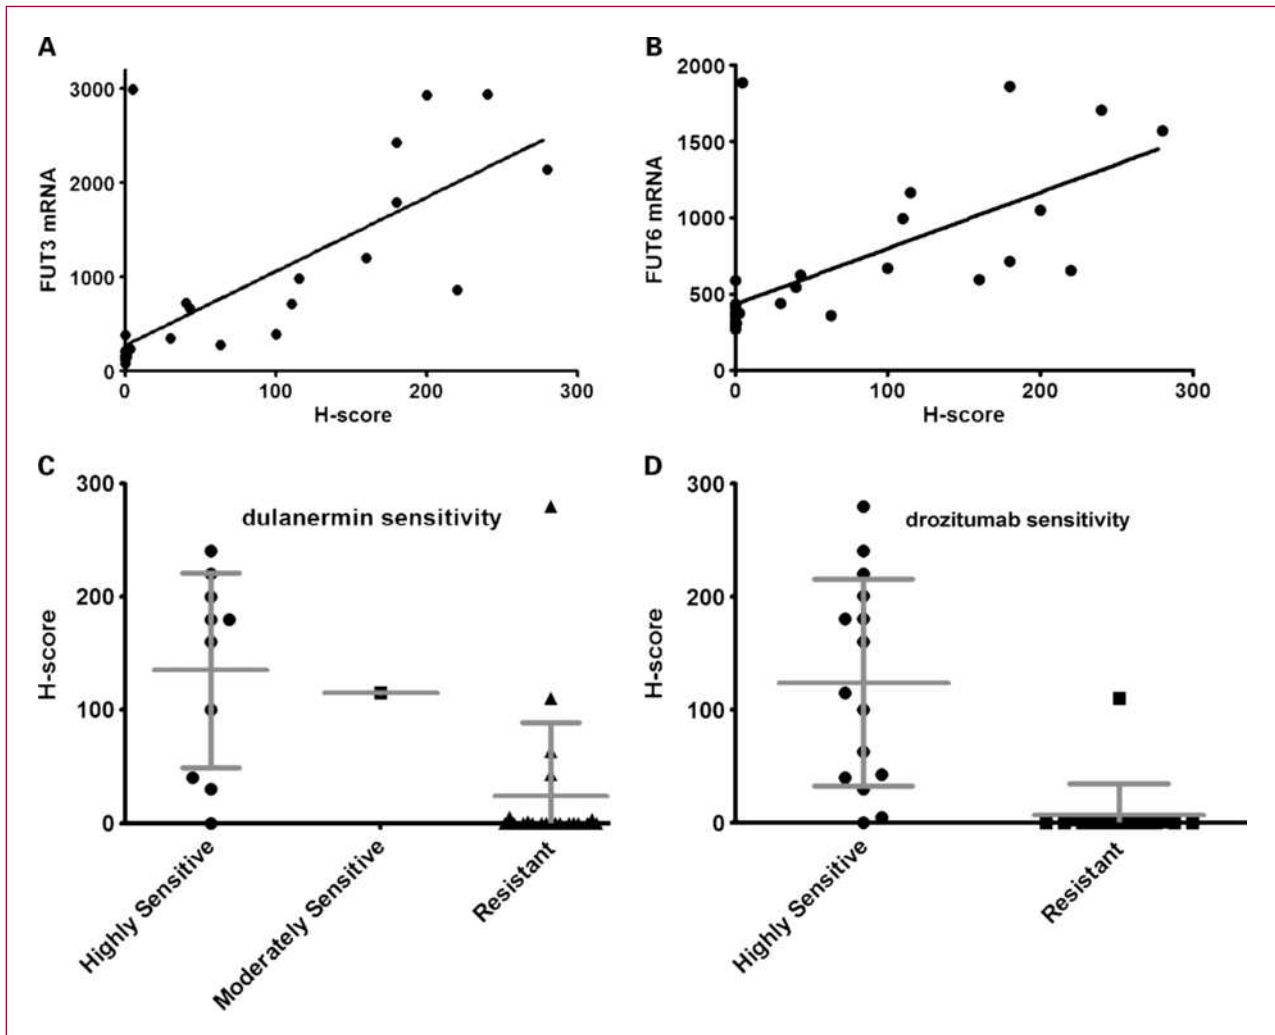 A
FUT3 mRNA
3000
2000
1000
0
0 100 200 300
H-score
B
FUT6 mRNA
2000
1500
1000
500
0
0 100 200 300
H-score
C
dulanermin sensitivity
H-score
300
200
100
0
Highly Sensitive
Moderately Sensitive
Resistant
D
drozitumab sensitivity
H-score
300
200
100
0
Highly Sensitive
Resistant